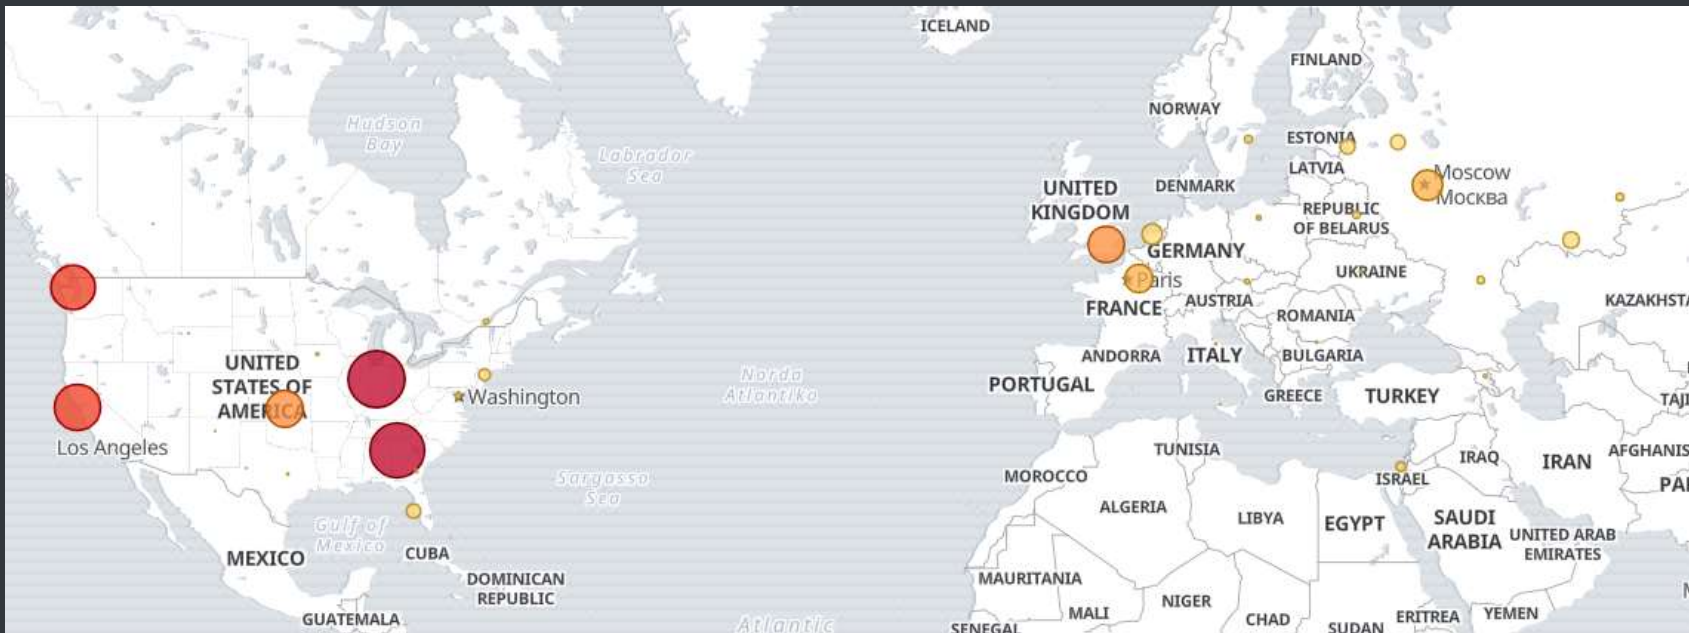 ICELAND
FINLAND
NORWAY
Hudson
Bay
ESTONIA
Labrador
Sea
LATVIA
Moscow
Москва
DENMARK
UNITED
KINGDOM
REPUBLIC
OF BELARUS
GERMANY
UKRAINE
Paris
AUSTRIA
KAZAKHSTA
FRANCE
ROMANIA
UNITED
STATES OF
AMERICA
ANDORRA
ITALY
BULGARIA
Norda
Atlantiko
PORTUGAL
GREECE
TURKEY
TAJI
Washington
Los Angeles
TUNISIA
IRAQ
IRAN
AFGHANIS
MOROCCO
ISRAEL
PA
Sargasso
Sea
ALGERIA
LIBYA
EGYPT
SAUDI
ARABIA
UNITED ARAB
EMIRATES
Gulf of
Mexico
MEXICO
CUBA
DOMINICAN
REPUBLIC
MAURITANIA
MALI
NIGER
CHAD
SUDAN
ERITREA
YEMEN
GUATEMALA
Atlantic
SENEGAL